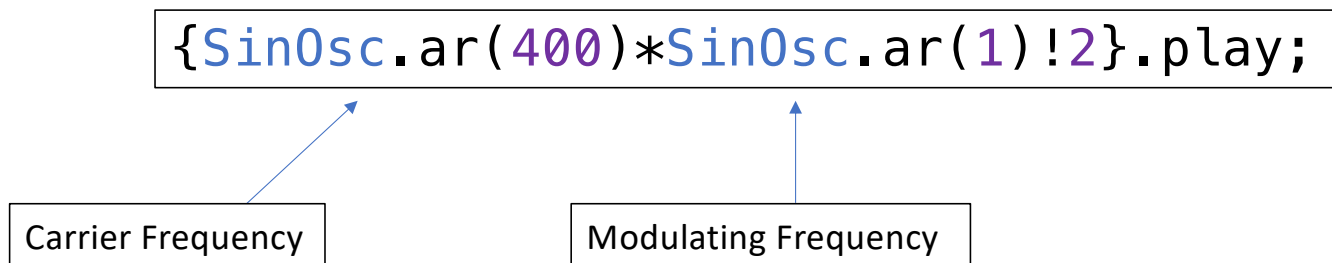 {SinOsc.ar(400)*SinOsc.ar(1)!2}.play;
Carrier Frequency
Modulating Frequency